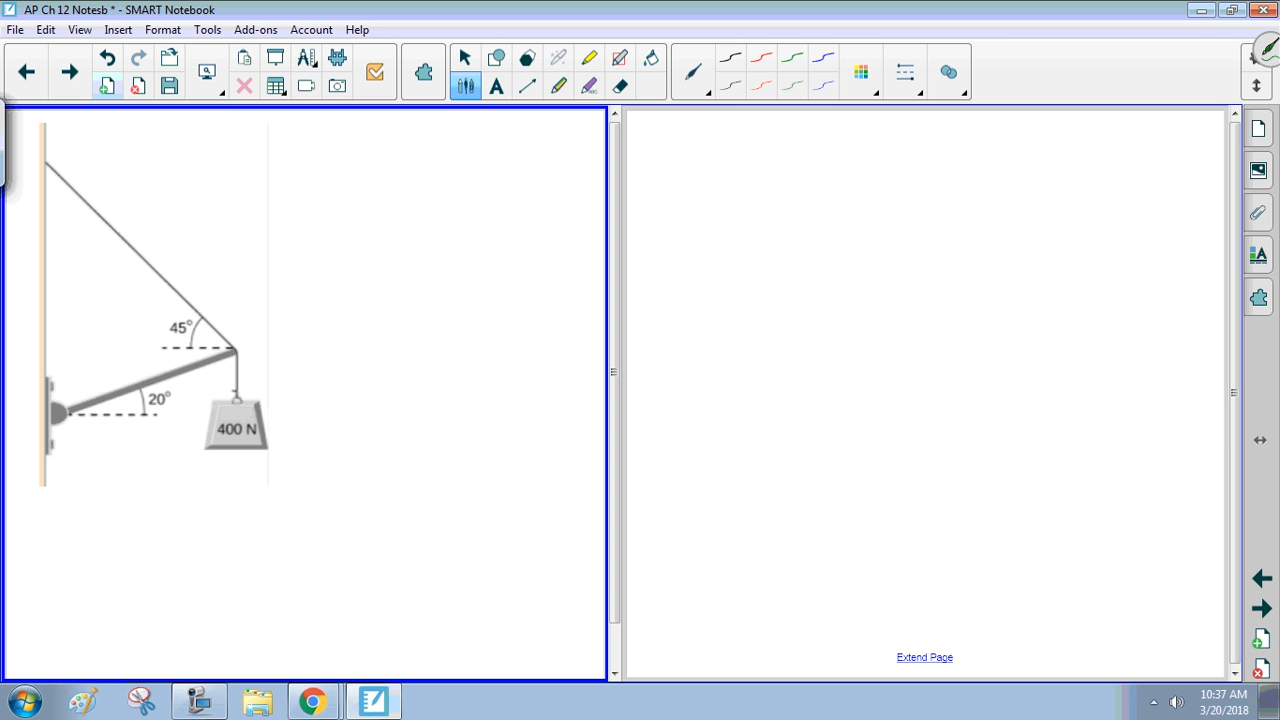 AP Ch 12 Notesb * - SMART Notebook
File Edit View Insert Format Tools Add-ons Account Help
45°
20°
400 N
Extend Page
10:37 AM
3/20/2018